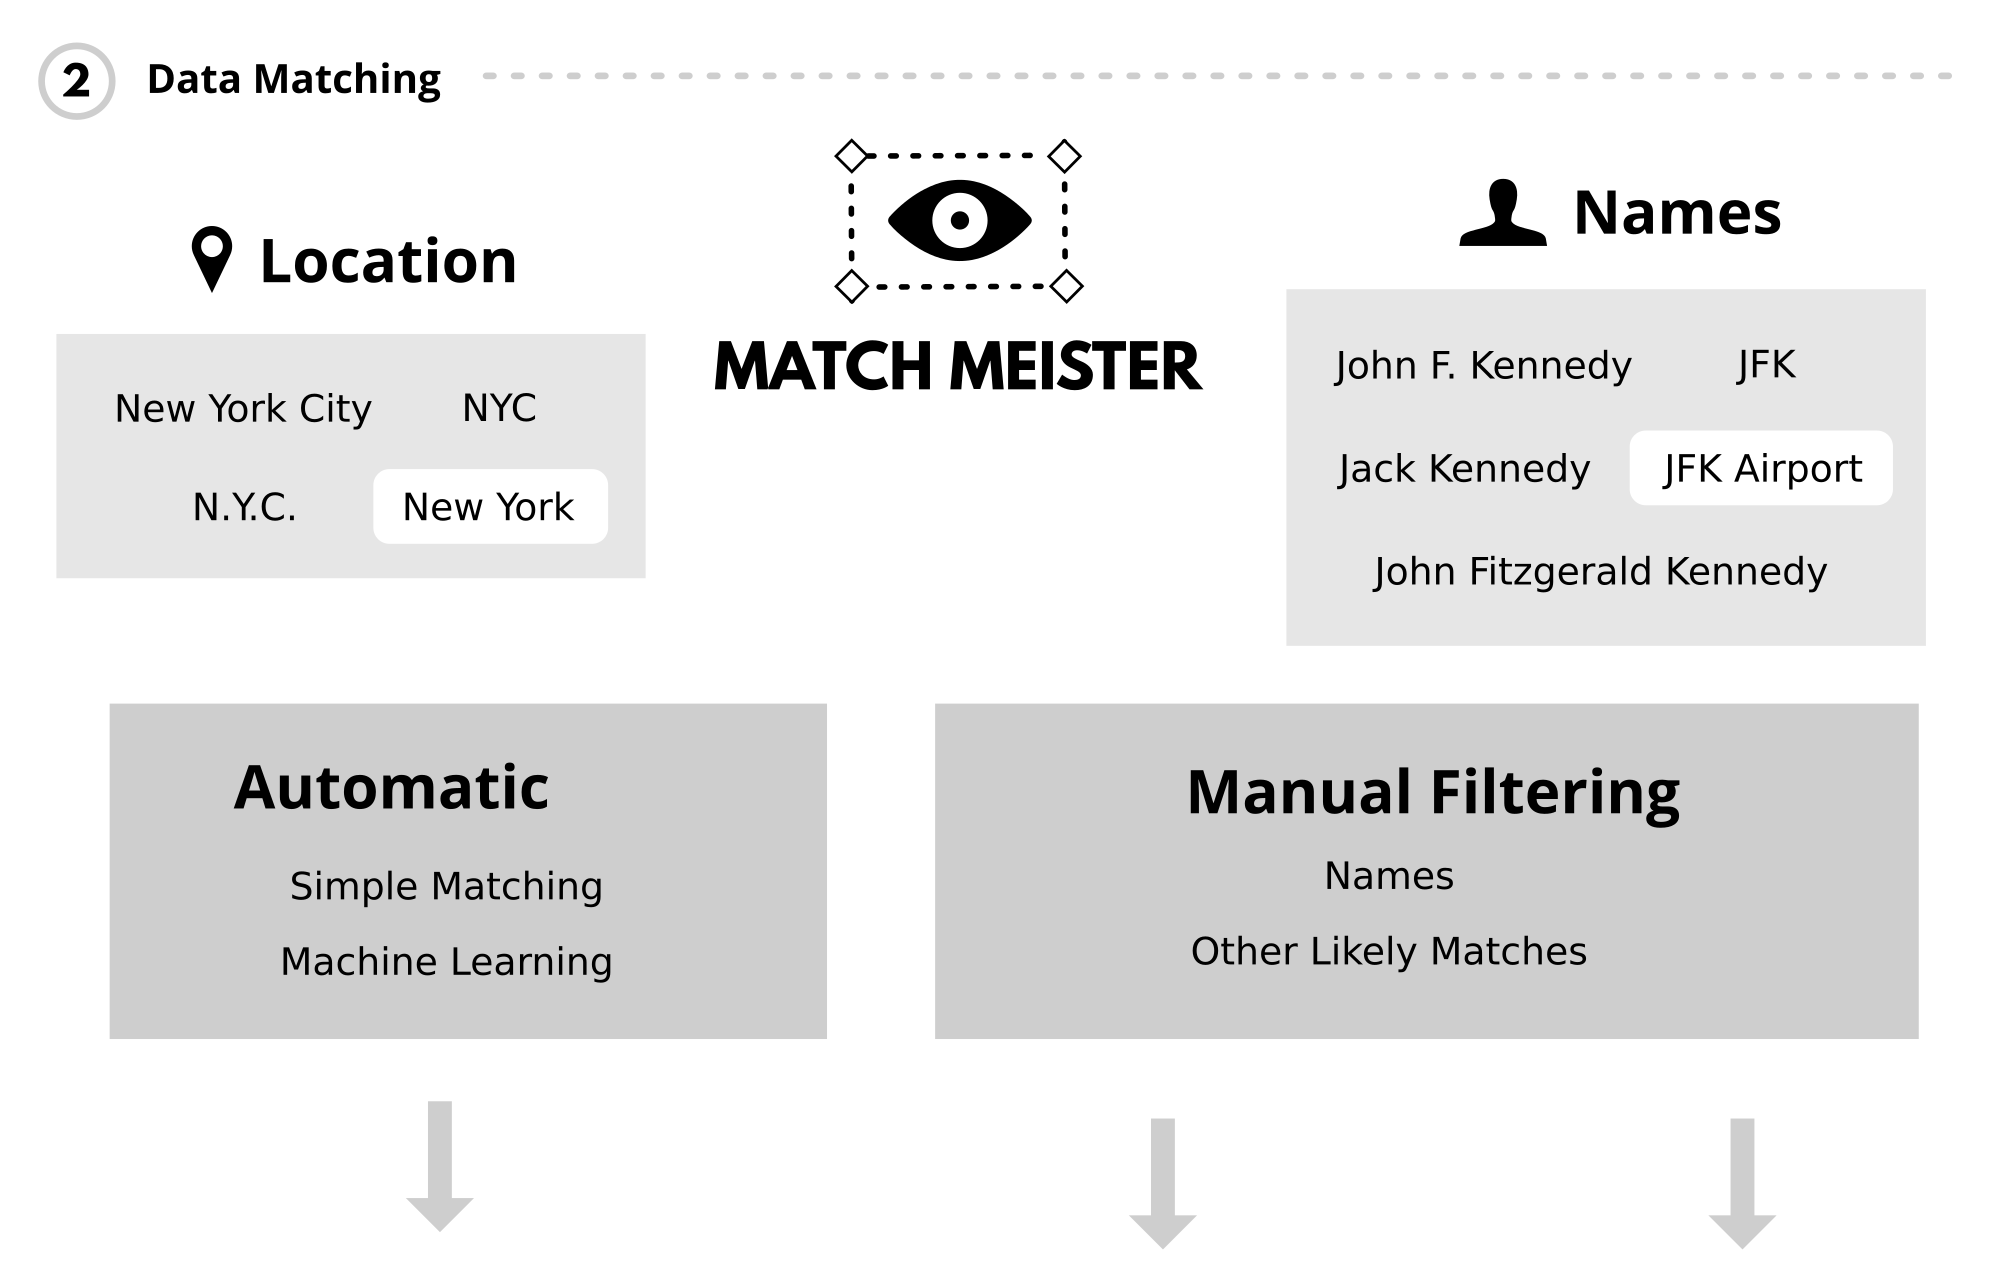 2 Data Matching
Location
New York City NYC
N.Y.C. New York
MATCH MEISTER
Names
John F. Kennedy JFK
Jack Kennedy JFK Airport
John Fitzgerald Kennedy
Automatic
Simple Matching
Machine Learning
Manual Filtering
Names
Other Likely Matches